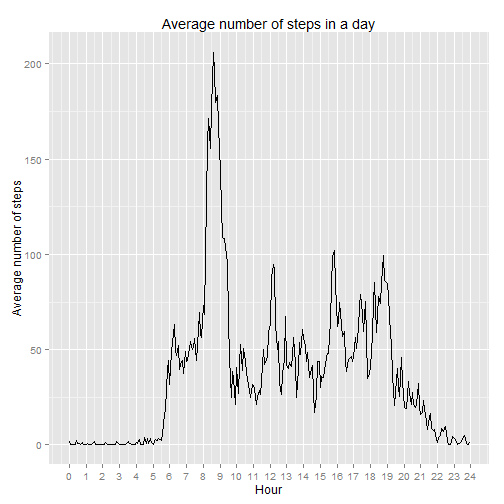 Average number of steps in a day
Average number of steps
200
150
100
50
0
0 1 2 3 4 5 6 7 8 9 10 11 12 13 14 15 16 17 18 19 20 21 22 23 24
Hour